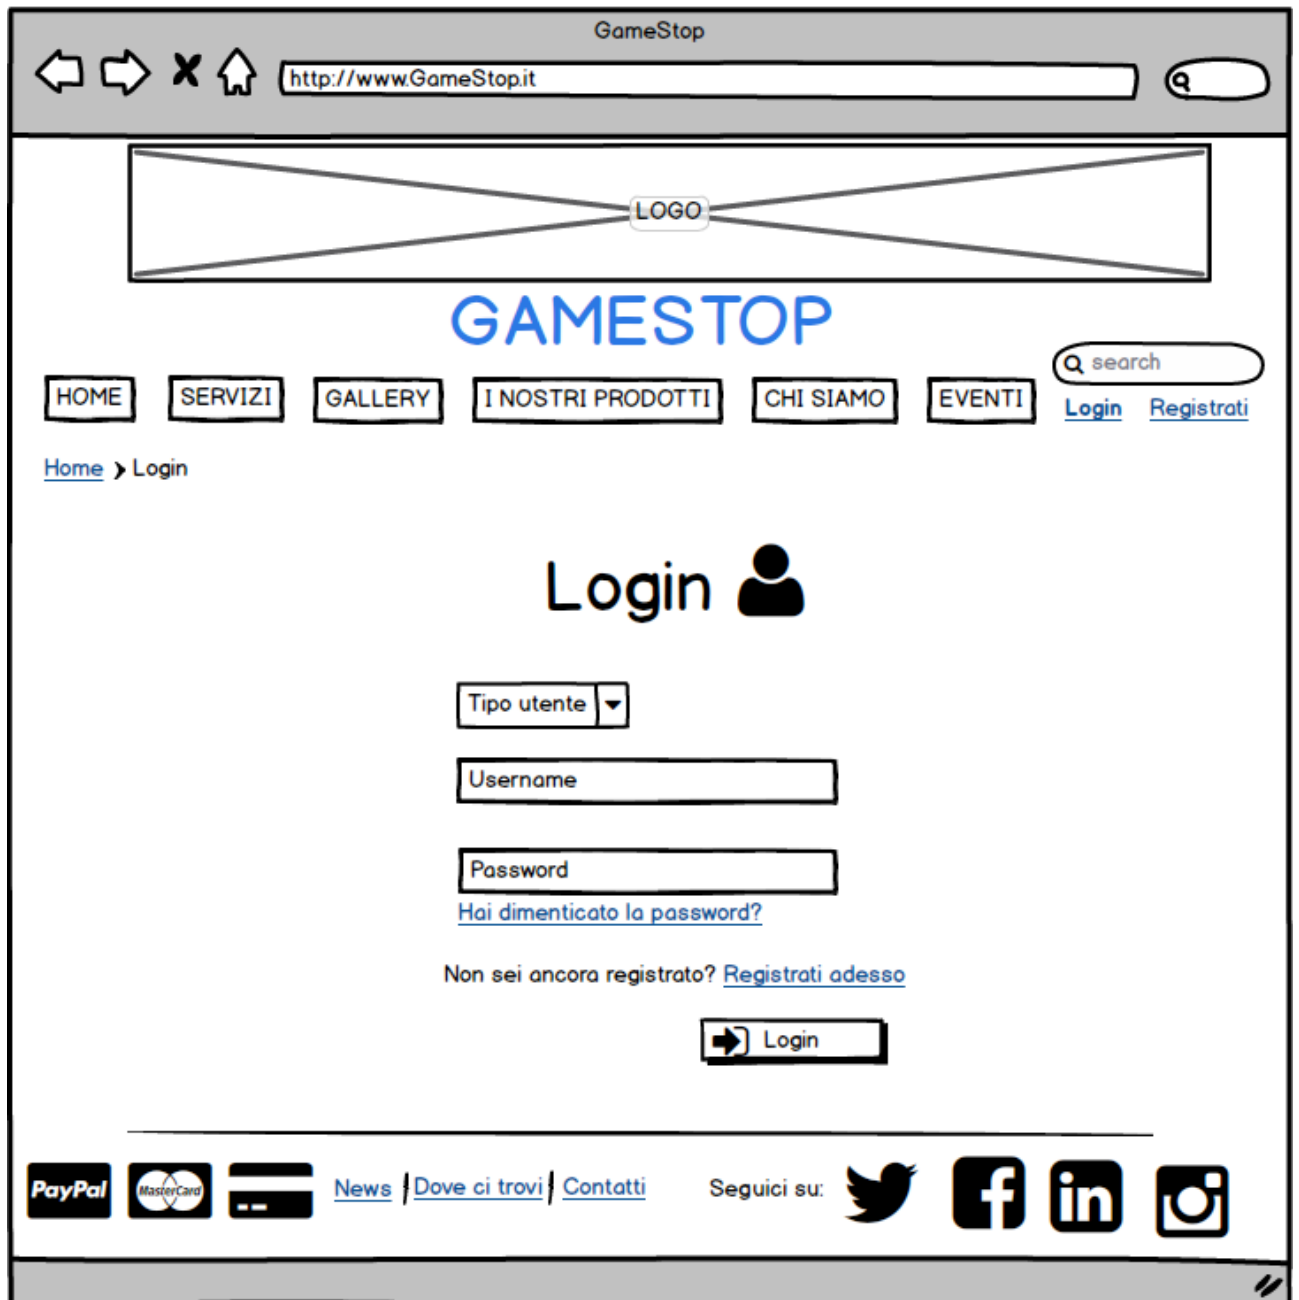 GameStop
http://www.GameStop.it
LOGO
GAMESTOP
search
HOME SERVIZI GALLERY I NOSTRI PRODOTTI CHI SIAMO EVENTI
Login Registrati
Home Login
Login
Tipo utente
Username
Password
Hai dimenticato la password?
Non sei ancora registrato? Registrati adesso
Login
PayPal MasterCard News Dove ci trovi Contatti Seguici su: f in